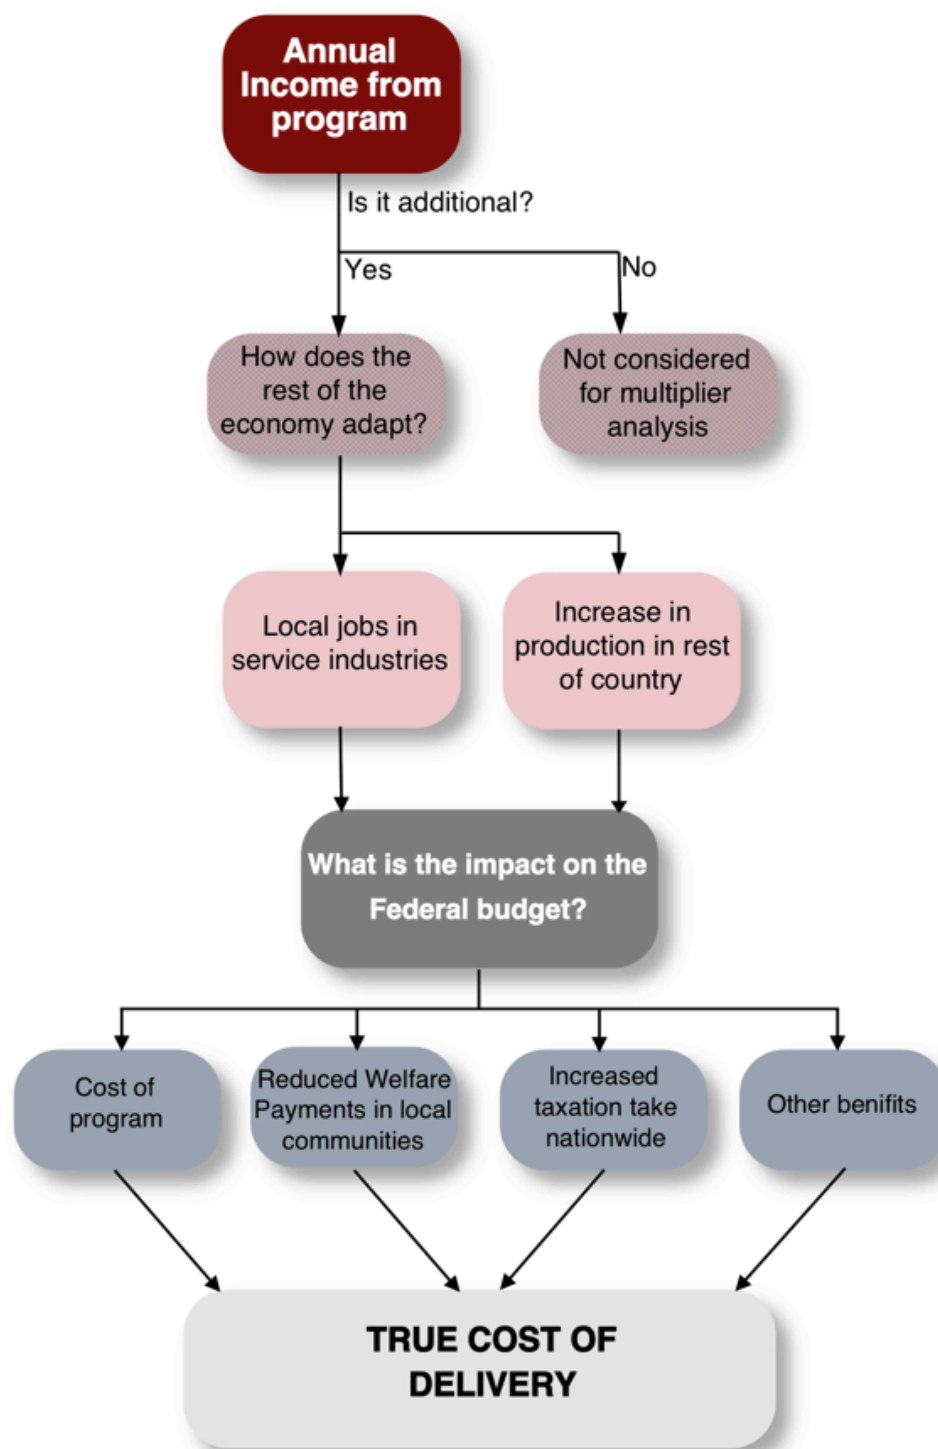 Annual
Income from
program
Is it additional?
Yes
No
How does the
rest of the
economy adapt?
Not considered
for multiplier
analysis
Local jobs in
service industries
Increase in
production in rest
of country
What is the impact on the
Federal budget?
Cost of
program
Reduced Welfare
Payments in local
communities
Increased
taxation take
nationwide
Other benifits
TRUE COST OF
DELIVERY